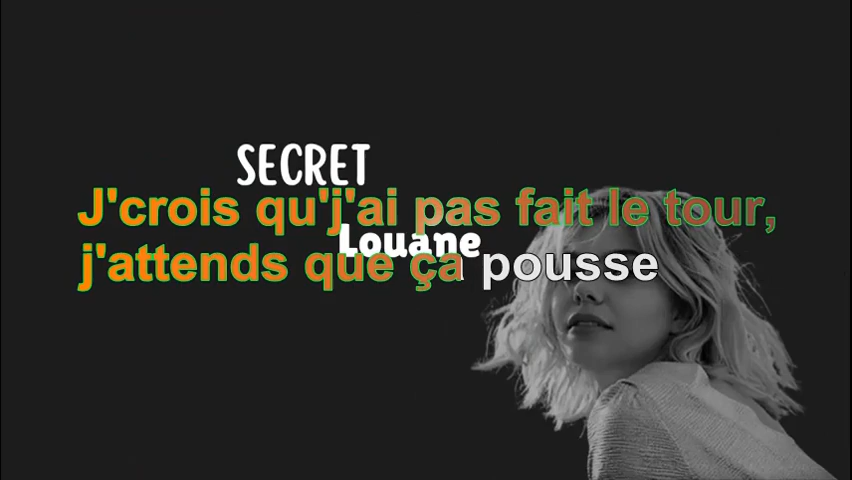 SECRET
J'crois qu'j'ai pas fait le tour,
Louane
j'attends que ça pousse